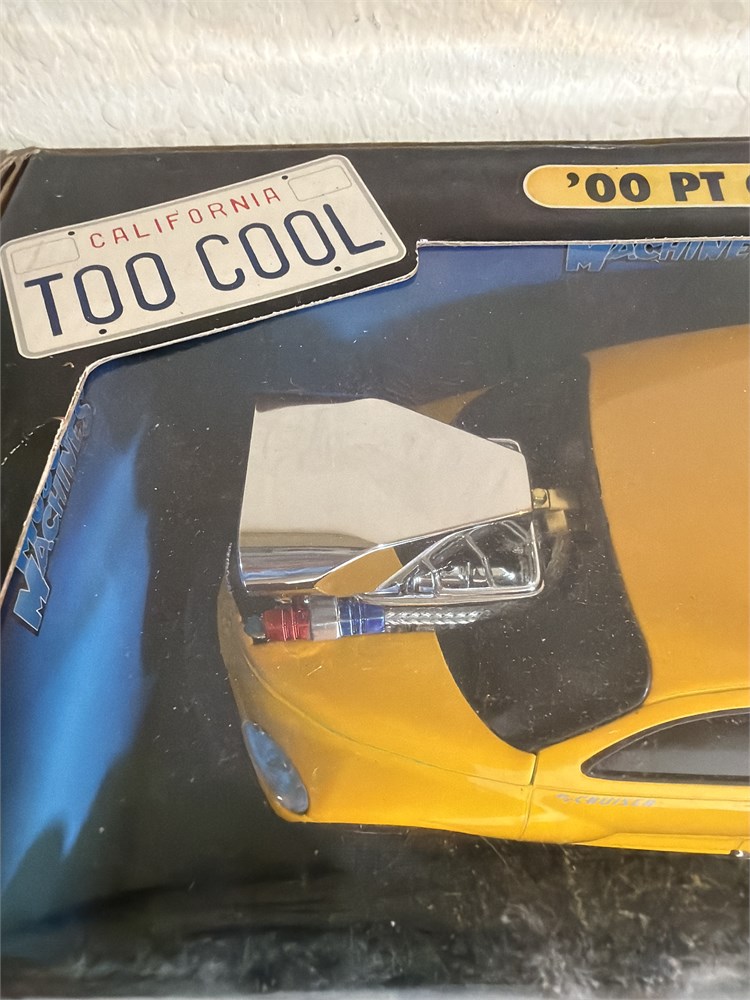 CALIFORNIA
TOO COOL
'00 PT
MACHINES
MACHINES
CRUISER